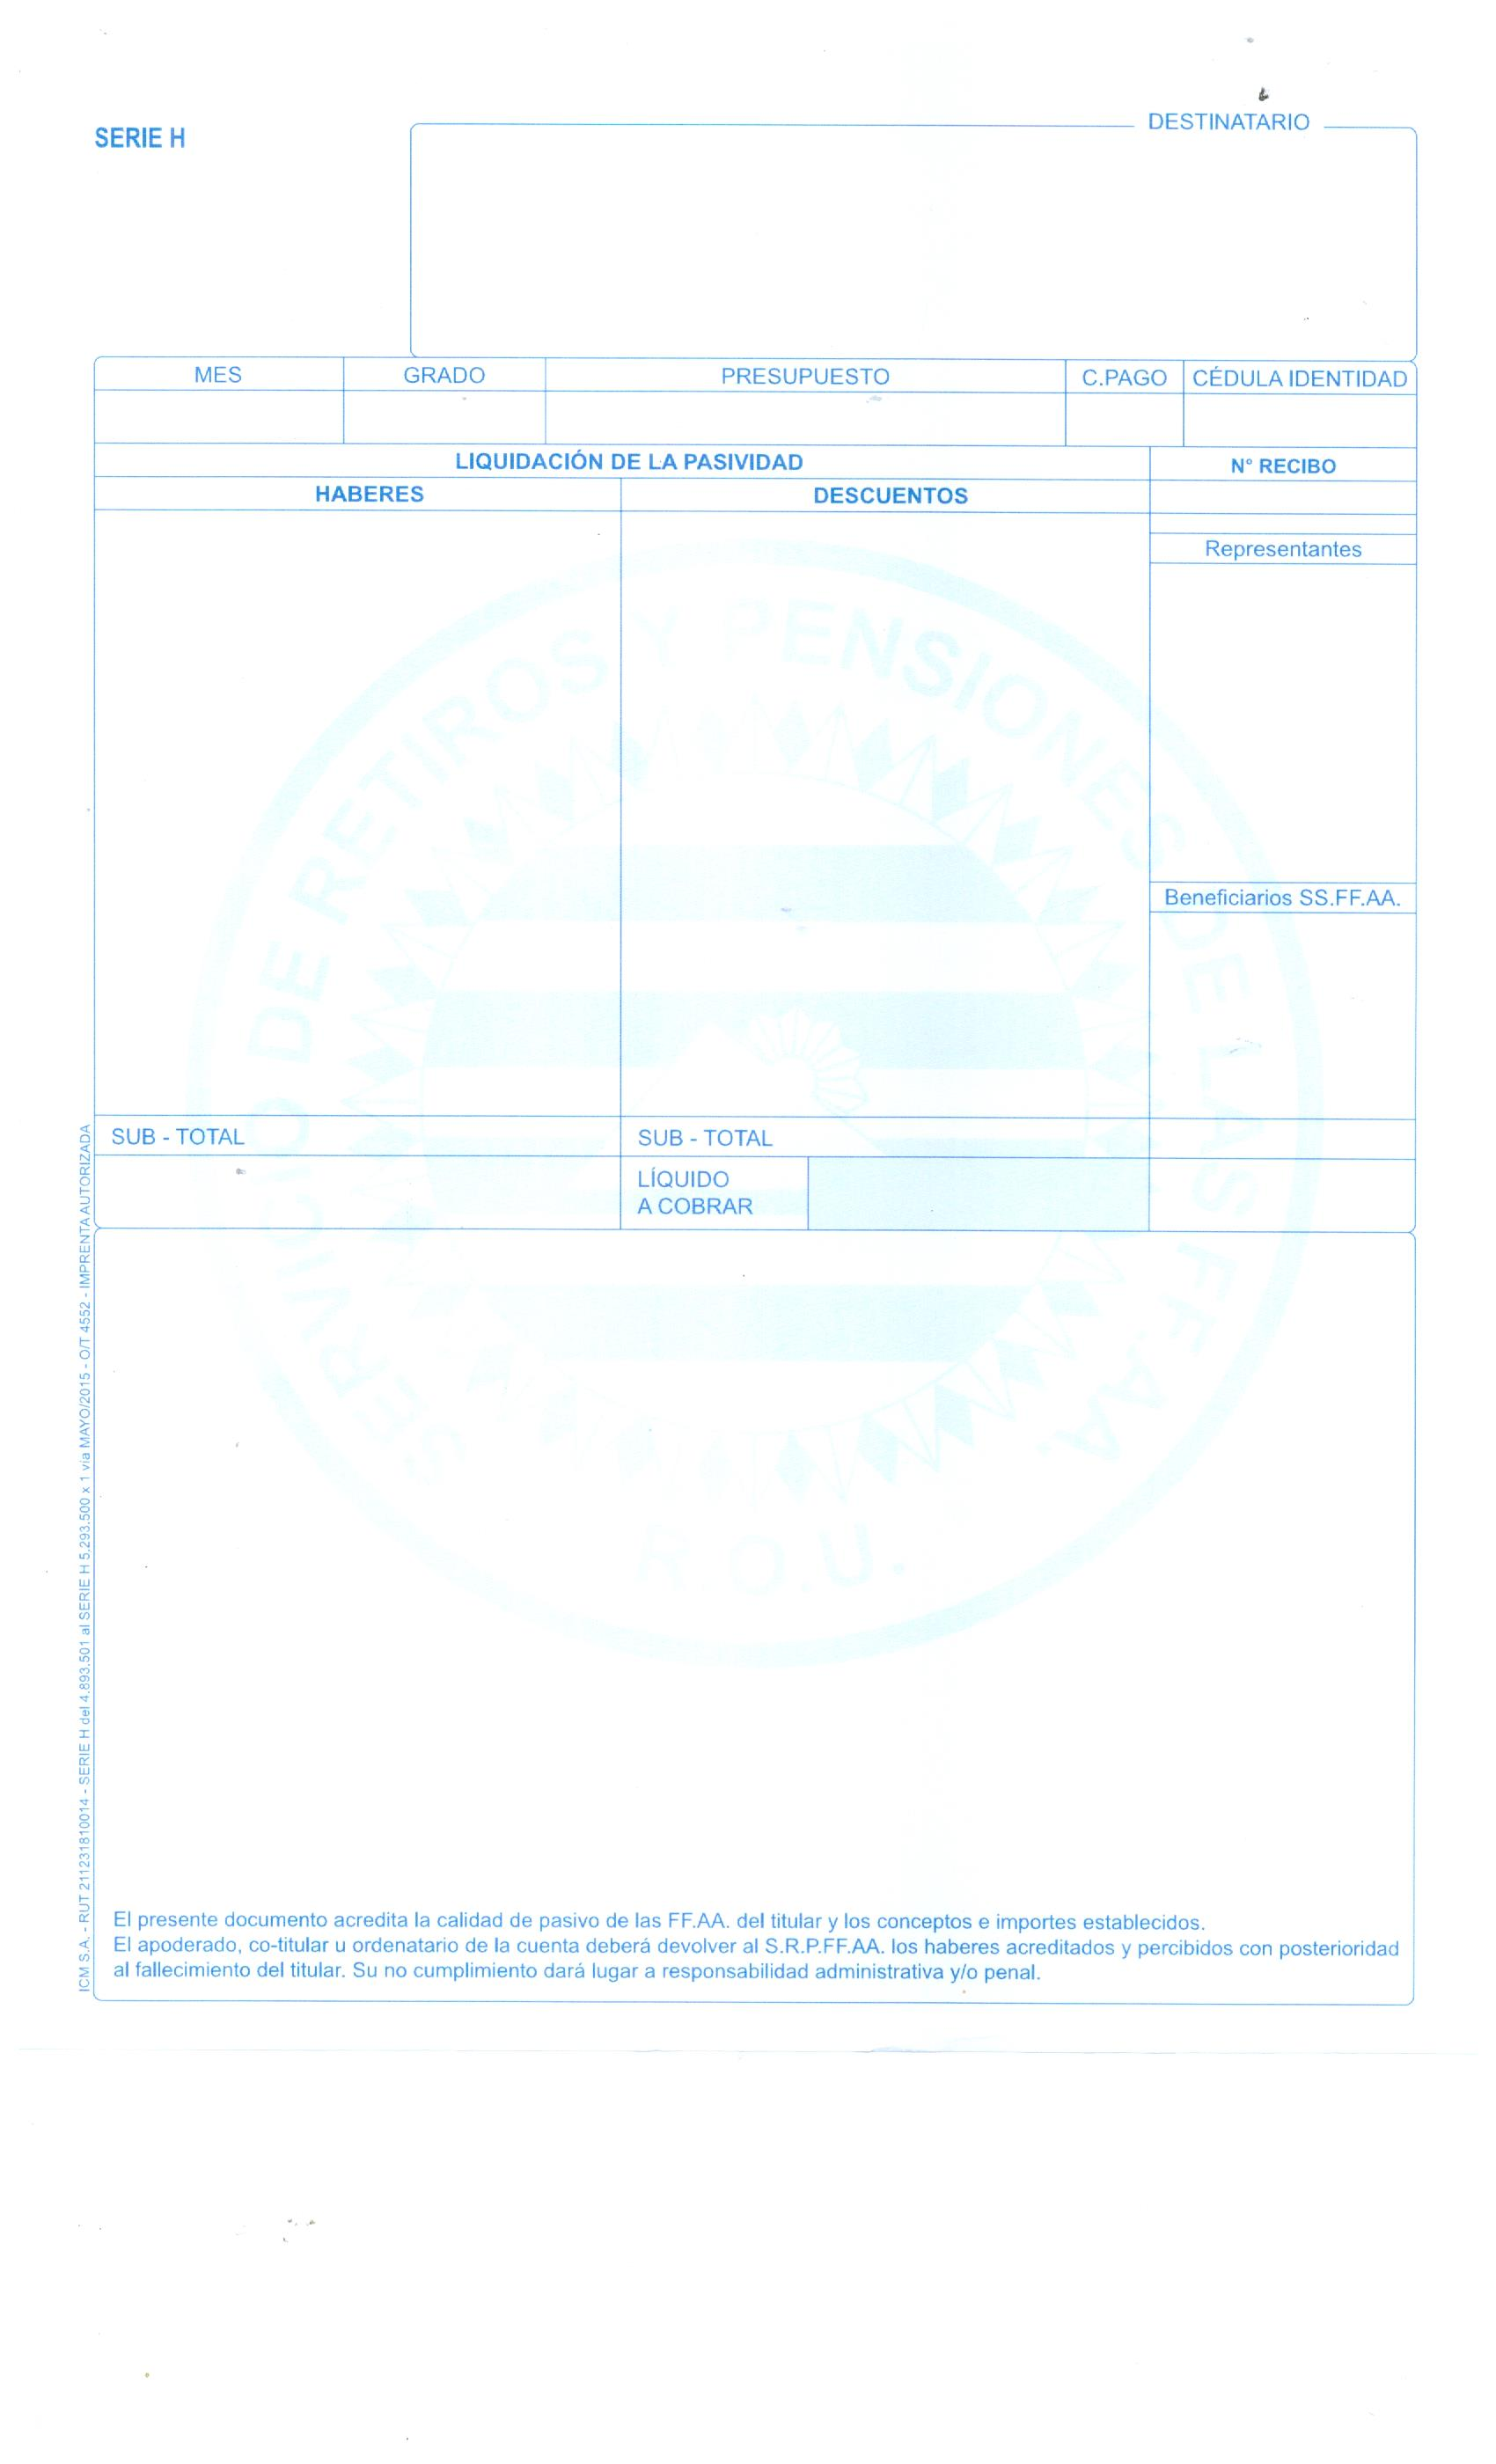 SERIE H
DESTINATARIO
MES GRADO PRESUPUESTO C.PAGO CÉDULA IDENTIDAD
LIQUIDACIÓN DE LA PASIVIDAD N° RECIBO
HABERES DESCUENTOS
Representantes
Beneficiarios SS.FF.AA.
SUB - TOTAL SUB - TOTAL
LÍQUIDO
A COBRAR
SERVICIO DE RETIROS Y PENSIONES DE LAS FF.AA.
R.O.U.
ICM S.A. - RUT 211231810014 - SERIE H del 4.893.501 al SERIE H 5.293.500 x 1 vía MAYO/2015 - O/T 4552 - IMPRENTA AUTORIZADA
El presente documento acredita la calidad de pasivo de las FF.AA. del titular y los conceptos e importes establecidos.
El apoderado, co-titular u ordenatario de la cuenta deberá devolver al S.R.P.FF.AA. los haberes acreditados y percibidos con posterioridad
al fallecimiento del titular. Su no cumplimiento dará lugar a responsabilidad administrativa y/o penal.